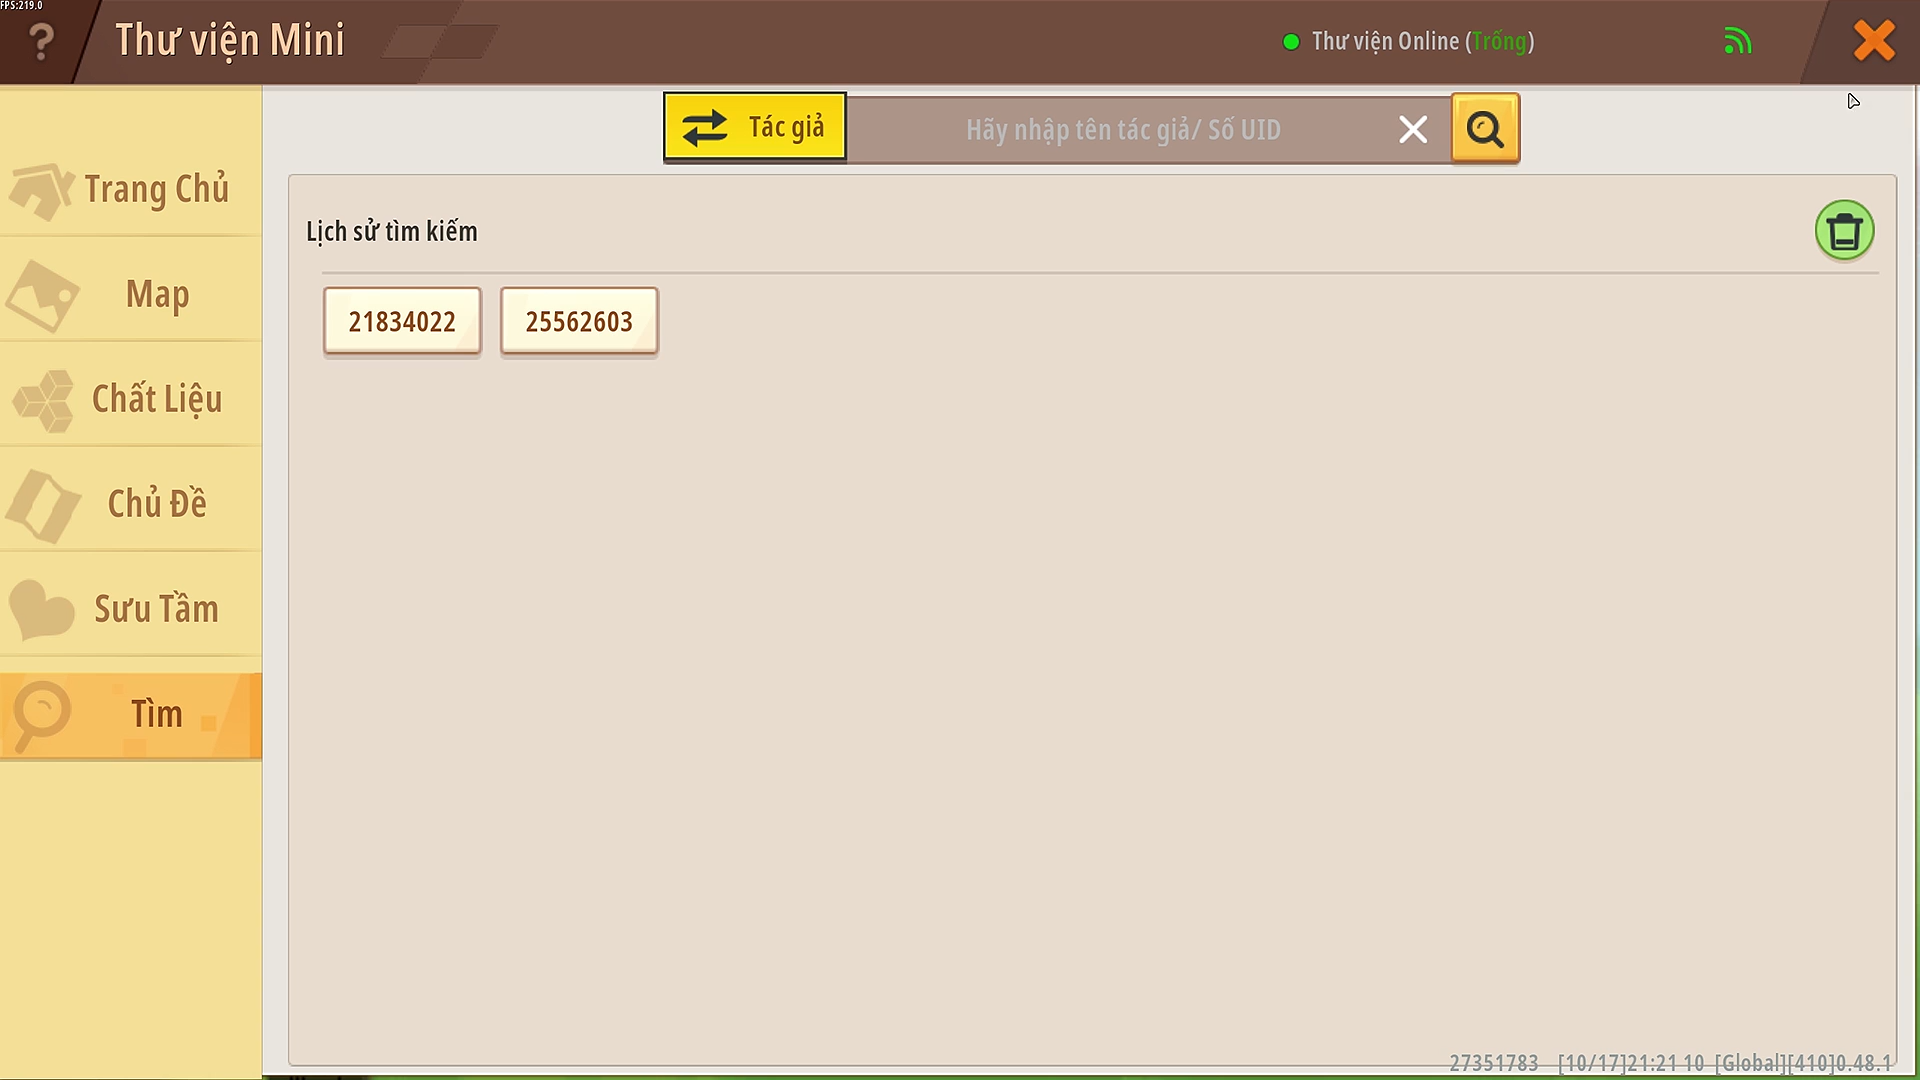 FPS:219.0
?
Thư viện Mini
Thư viện Online (Trống)
Tác giả
Hãy nhập tên tác giả/ Số UID
Trang Chủ
Map
Chất Liệu
Chủ Đề
Sưu Tầm
Tìm
Lịch sử tìm kiếm
21834022
25562603
27351783 [10/17]21:21 10 [Global][410]0.48.1